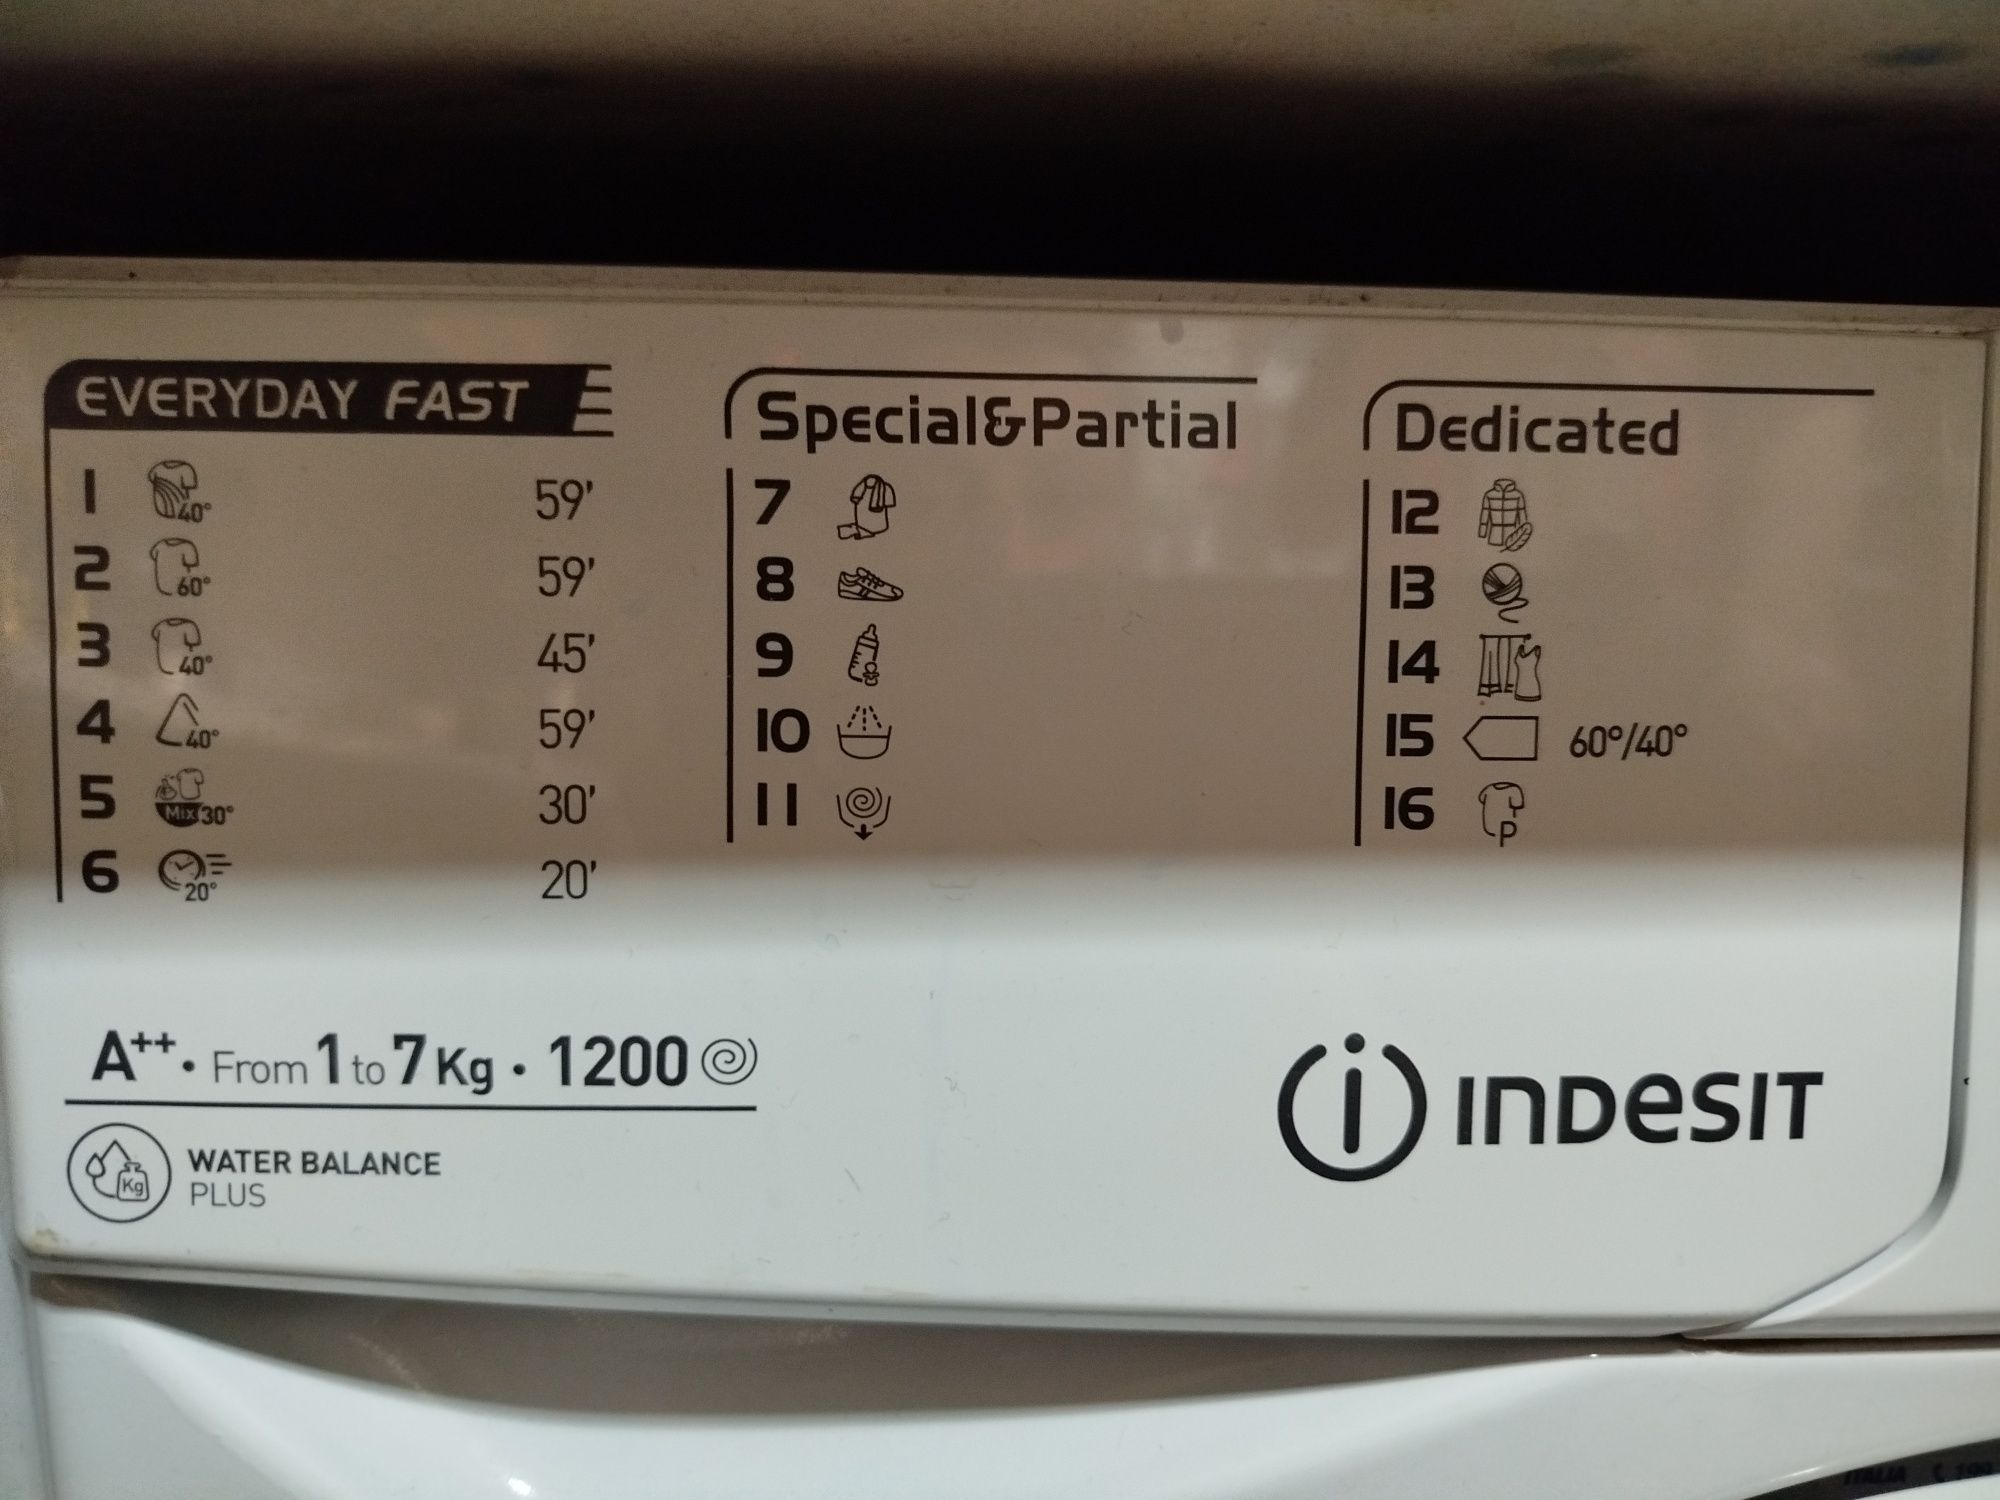 EVERYDAY FAST
1 40° 59'
2 60° 59'
3 40° 45'
4 40° 59'
5 Mix 30° 30'
6 20° 20'
Special&Partial
7
8
9
10
11
Dedicated
12
13
14
15 60°/40°
16 P
A++ • From 1 to 7 Kg • 1200
Kg WATER BALANCE
PLUS
INDESIT
ITALIA